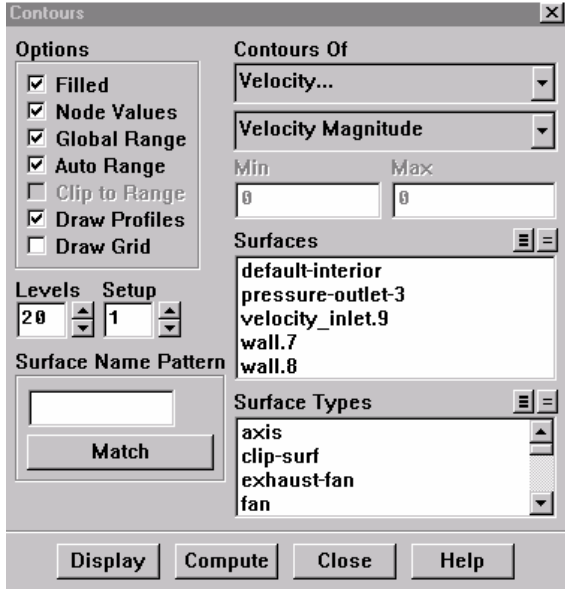 Contours
Options
Filled
Node Values
Global Range
Auto Range
Clip to Range
Draw Profiles
Draw Grid
Levels Setup
20 1
Surface Name Pattern
Match
Contours Of
Velocity...
Velocity Magnitude
Min Max
0 0
Surfaces
default-interior
pressure-outlet-3
velocity_inlet.9
wall.7
wall.8
Surface Types
axis
clip-surf
exhaust-fan
fan
Display Compute Close Help